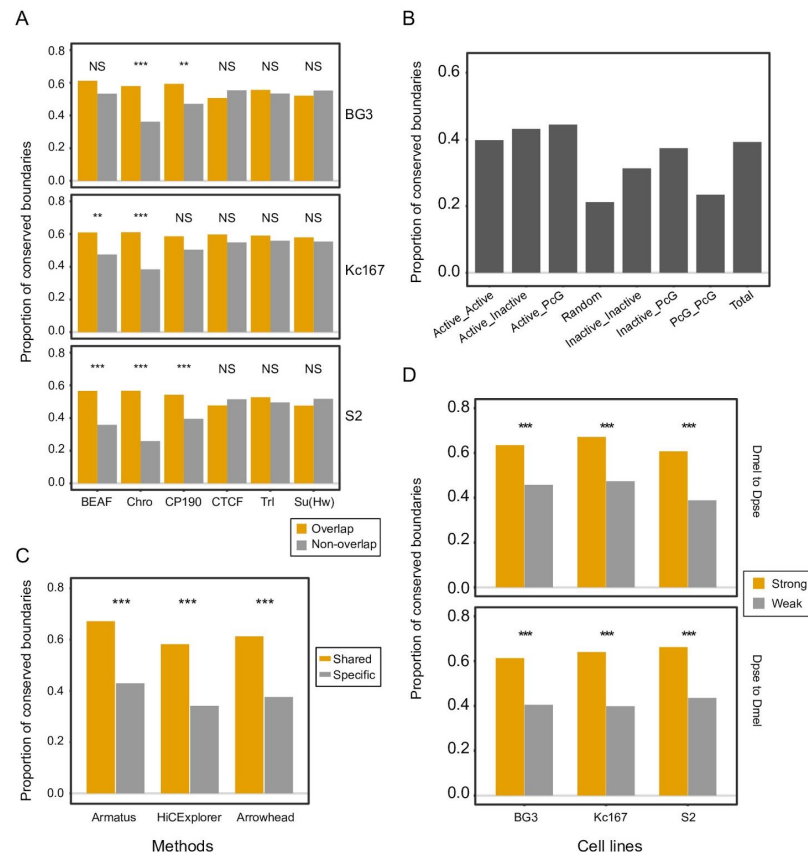 A
Proportion of conserved boundaries
0.8
NS *** ** NS NS NS
0.6
0.4
0.2
0.0
BG3
0.8
** *** NS NS NS NS
0.6
0.4
0.2
0.0
Kc167
0.8
*** *** *** NS NS NS
0.6
0.4
0.2
0.0
S2
BEAF Chro CP190 CTCF Trl Su(Hw)
Overlap
Non-overlap
B
Proportion of conserved boundaries
0.6
0.4
0.2
0.0
Active_Active
Active_Inactive
Active_PcG
Random
Inactive_Inactive
Inactive_PcG
PcG_PcG
Total
C
Proportion of conserved boundaries
0.8
*** *** ***
0.6
0.4
0.2
0.0
Armatus HiCExplorer Arrowhead
Methods
Shared
Specific
D
Proportion of conserved boundaries
0.8
*** *** ***
0.6
0.4
0.2
0.0
Dmel to Dpse
0.8
*** *** ***
0.6
0.4
0.2
0.0
Dpse to Dmel
BG3 Kc167 S2
Cell lines
Strong
Weak